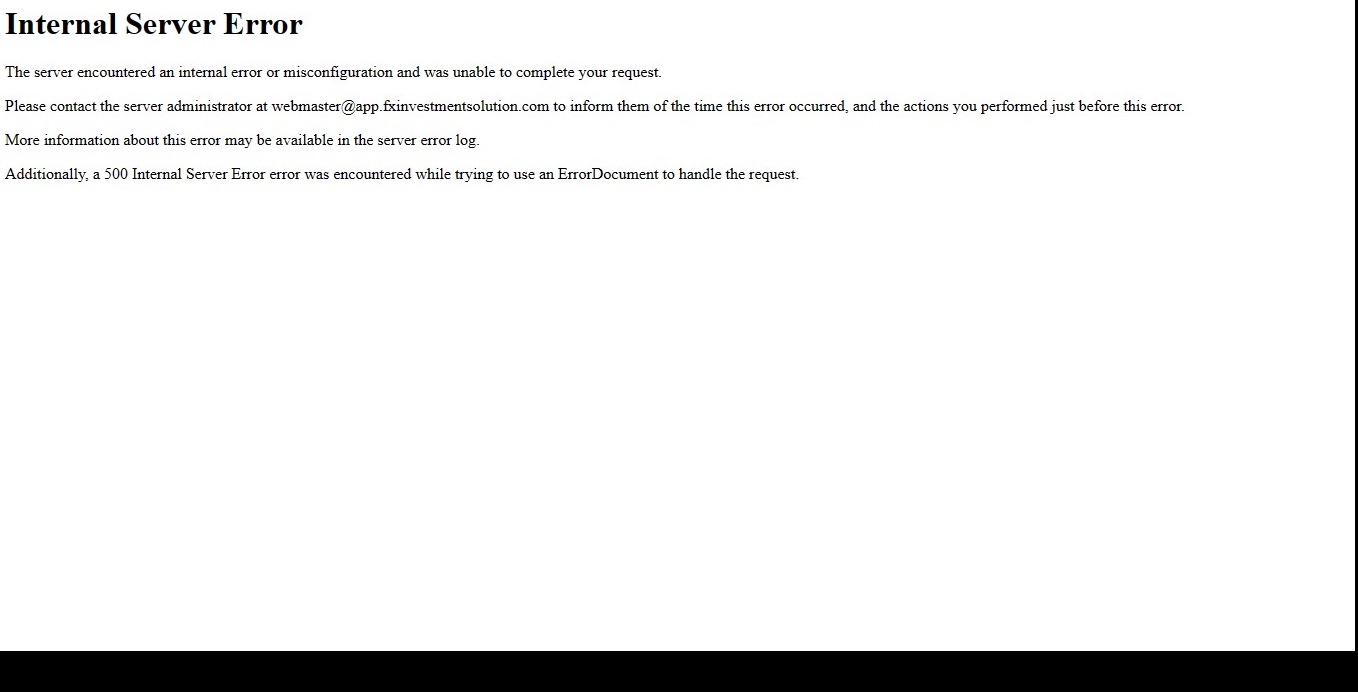 Internal Server Error
The server encountered an internal error or misconfiguration and was unable to complete your request.
Please contact the server administrator at webmaster@app.fxinvestmentsolution.com to inform them of the time this error occurred, and the actions you performed just before this error.
More information about this error may be available in the server error log.
Additionally, a 500 Internal Server Error error was encountered while trying to use an ErrorDocument to handle the request.